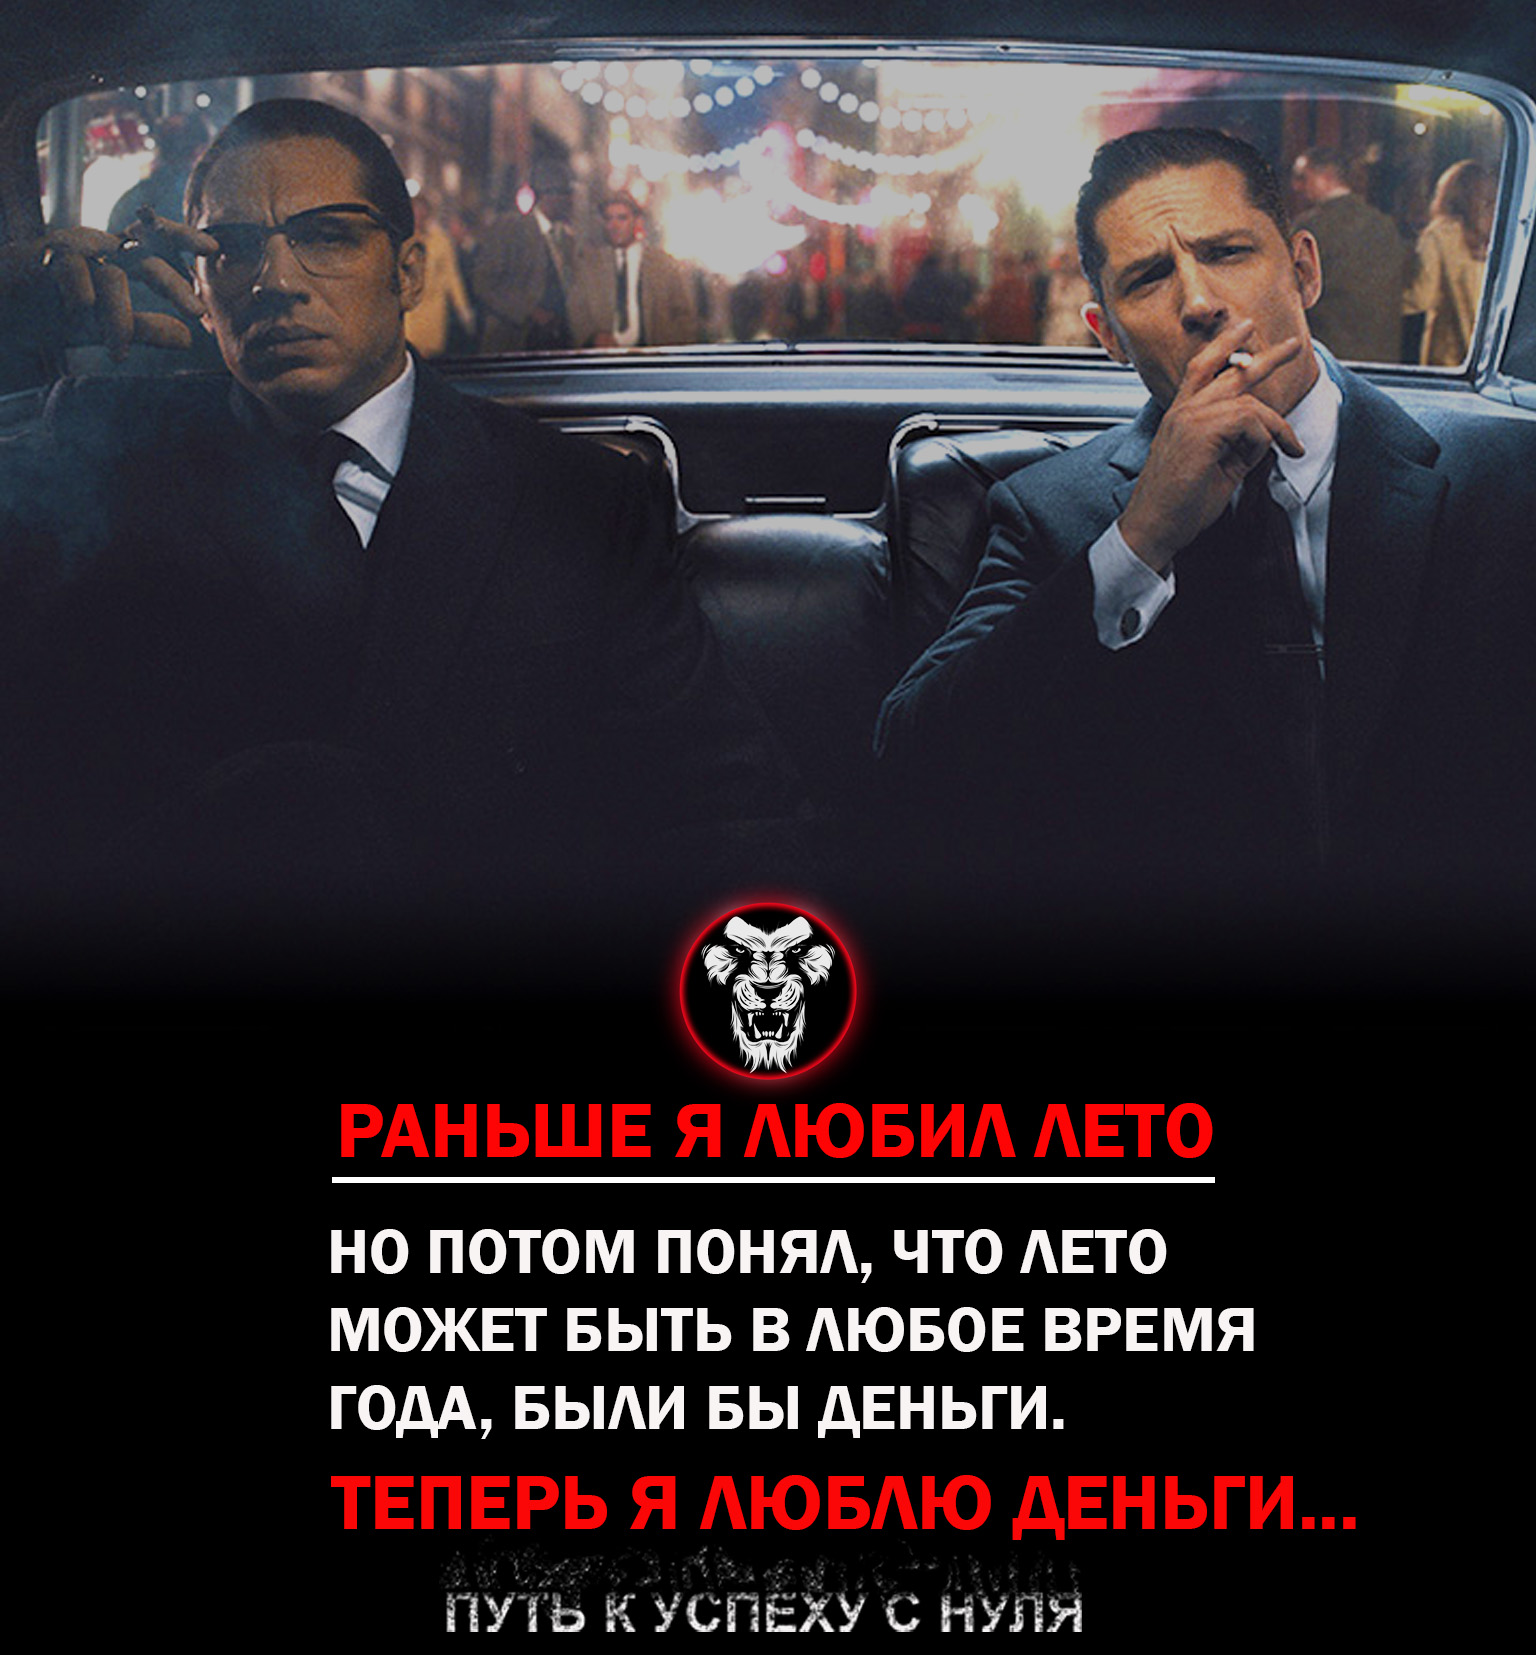 РАНЬШЕ Я ЛЮБИЛ ЛЕТО
НО ПОТОМ ПОНЯЛ, ЧТО ЛЕТО
МОЖЕТ БЫТЬ В ЛЮБОЕ ВРЕМЯ
ГОДА, БЫЛИ БЫ ДЕНЬГИ.
ТЕПЕРЬ Я ЛЮБЛЮ ДЕНЬГИ...
ПУТЬ К УСПЕХУ С НУЛЯ